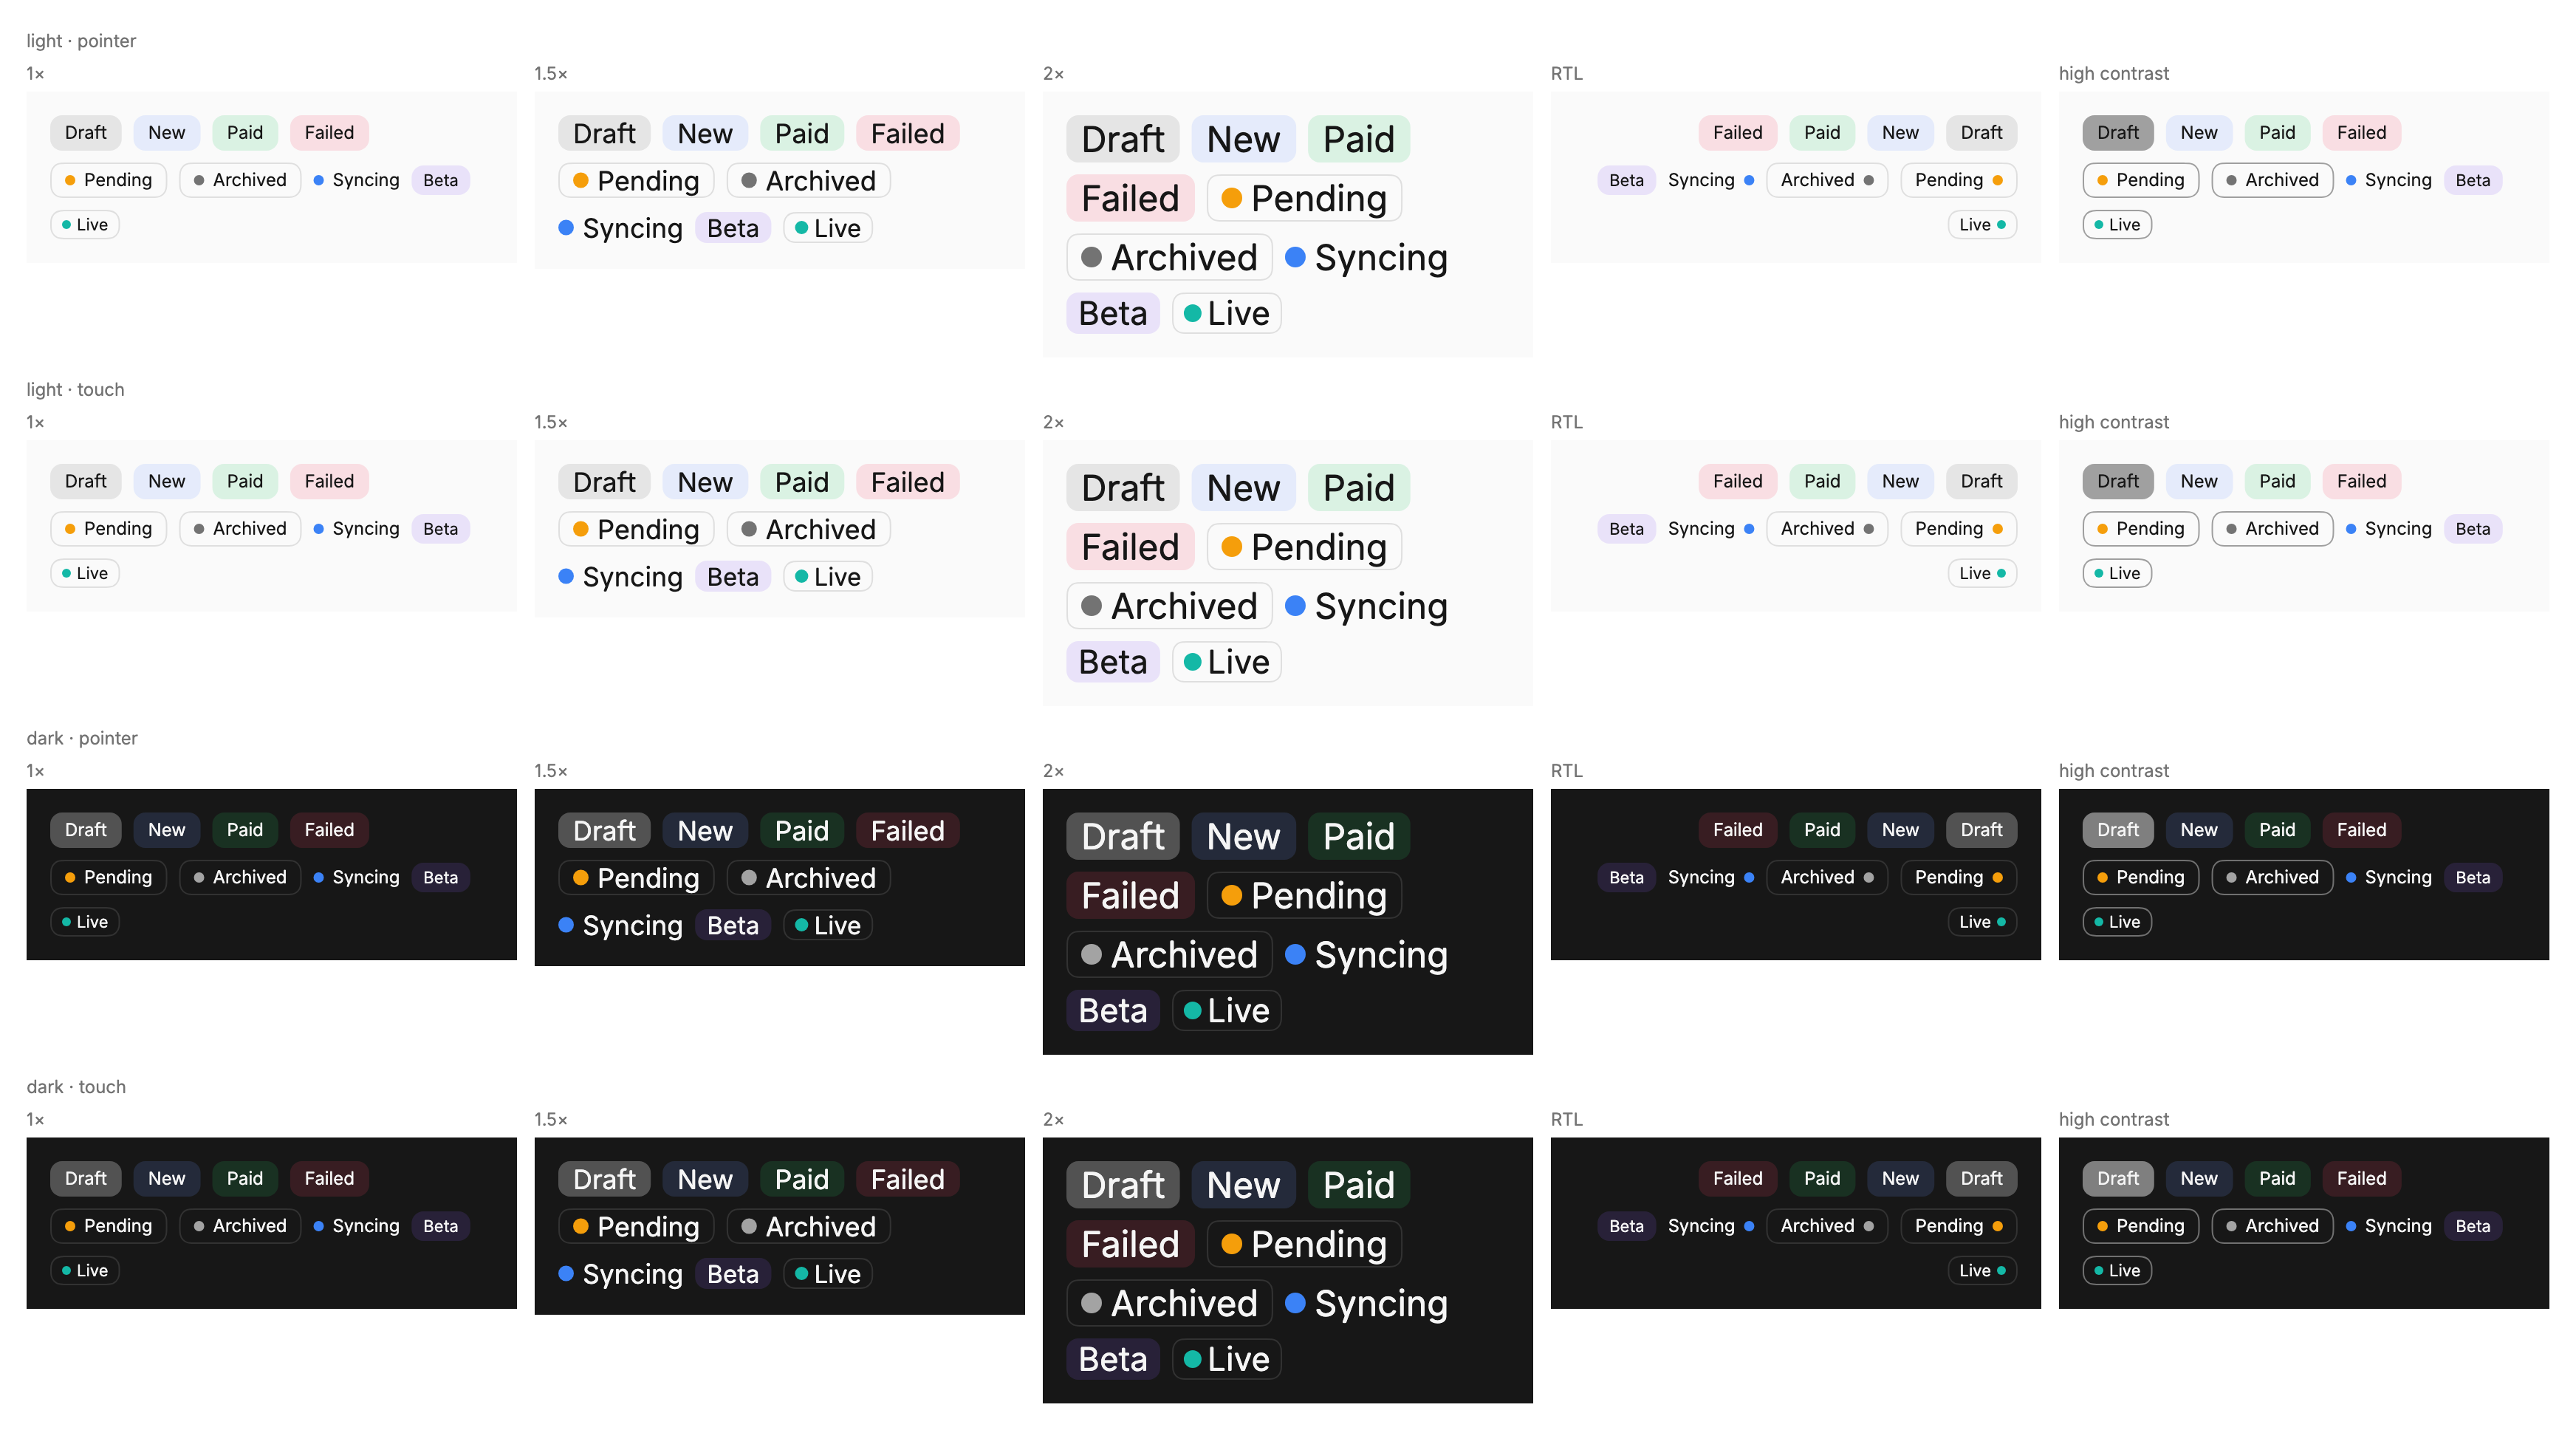 light · pointer
1× 1.5× 2× RTL high contrast
Draft New Paid Failed
Pending Archived Syncing Beta
Live
Draft New Paid Failed
Pending Archived
Syncing Beta Live
Draft New Paid
Failed Pending
Archived Syncing
Beta Live
Failed Paid New Draft
Beta Syncing Archived Pending
Live
Draft New Paid Failed
Pending Archived Syncing Beta
Live
light · touch
1× 1.5× 2× RTL high contrast
Draft New Paid Failed
Pending Archived Syncing Beta
Live
Draft New Paid Failed
Pending Archived
Syncing Beta Live
Draft New Paid
Failed Pending
Archived Syncing
Beta Live
Failed Paid New Draft
Beta Syncing Archived Pending
Live
Draft New Paid Failed
Pending Archived Syncing Beta
Live
dark · pointer
1× 1.5× 2× RTL high contrast
Draft New Paid Failed
Pending Archived Syncing Beta
Live
Draft New Paid Failed
Pending Archived
Syncing Beta Live
Draft New Paid
Failed Pending
Archived Syncing
Beta Live
Failed Paid New Draft
Beta Syncing Archived Pending
Live
Draft New Paid Failed
Pending Archived Syncing Beta
Live
dark · touch
1× 1.5× 2× RTL high contrast
Draft New Paid Failed
Pending Archived Syncing Beta
Live
Draft New Paid Failed
Pending Archived
Syncing Beta Live
Draft New Paid
Failed Pending
Archived Syncing
Beta Live
Failed Paid New Draft
Beta Syncing Archived Pending
Live
Draft New Paid Failed
Pending Archived Syncing Beta
Live